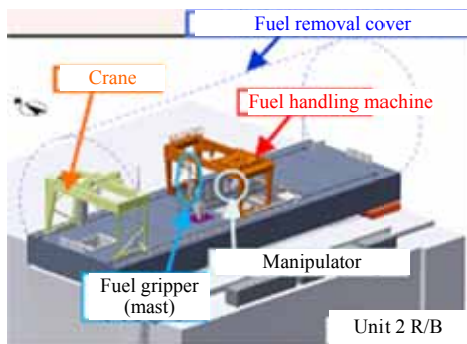 Fuel removal cover
Crane
Fuel handling machine
Manipulator
Fuel gripper
(mast)
Unit 2 R/B